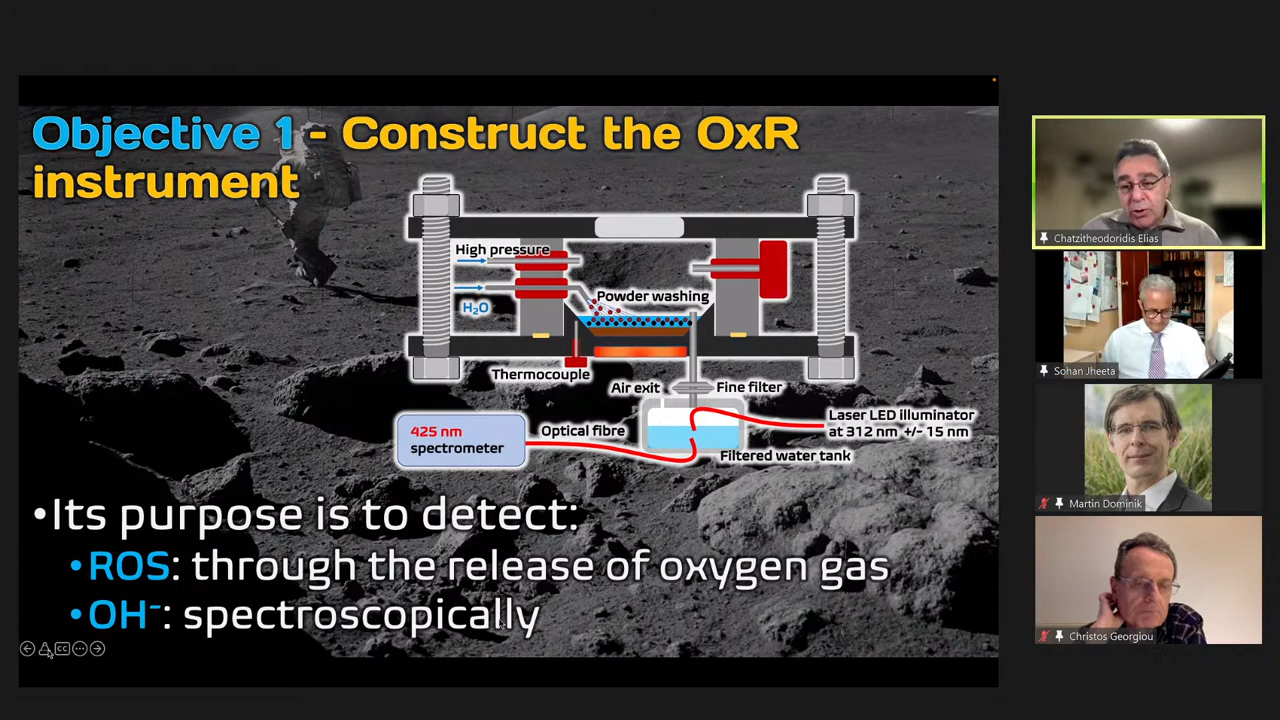 Objective 1 - Construct the OxR
instrument
High pressure
H₂O
Powder washing
Thermocouple
Air exit
Fine filter
425 nm
spectrometer
Optical fibre
Laser LED illuminator
at 312 nm +/- 15 nm
Filtered water tank
•Its purpose is to detect:
•ROS: through the release of oxygen gas
•OH⁻: spectroscopically
CC
Chatzitheodoridis Elias
Sohan Jheeta
Martin Dominik
Christos Georgiou